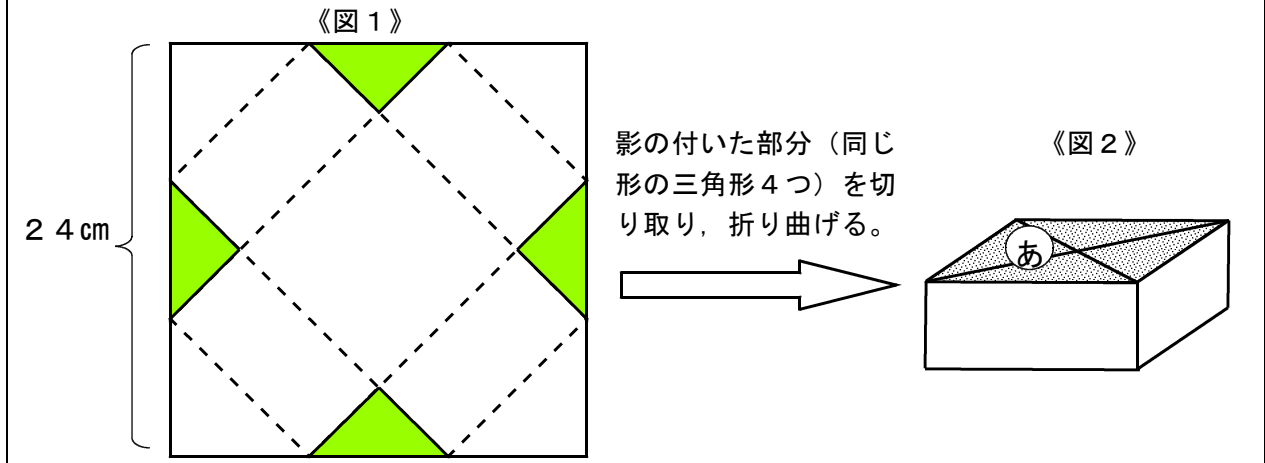 《図１》
２４㎝
影の付いた部分（同じ
形の三角形４つ）を切
り取り，折り曲げる。
《図２》
あ